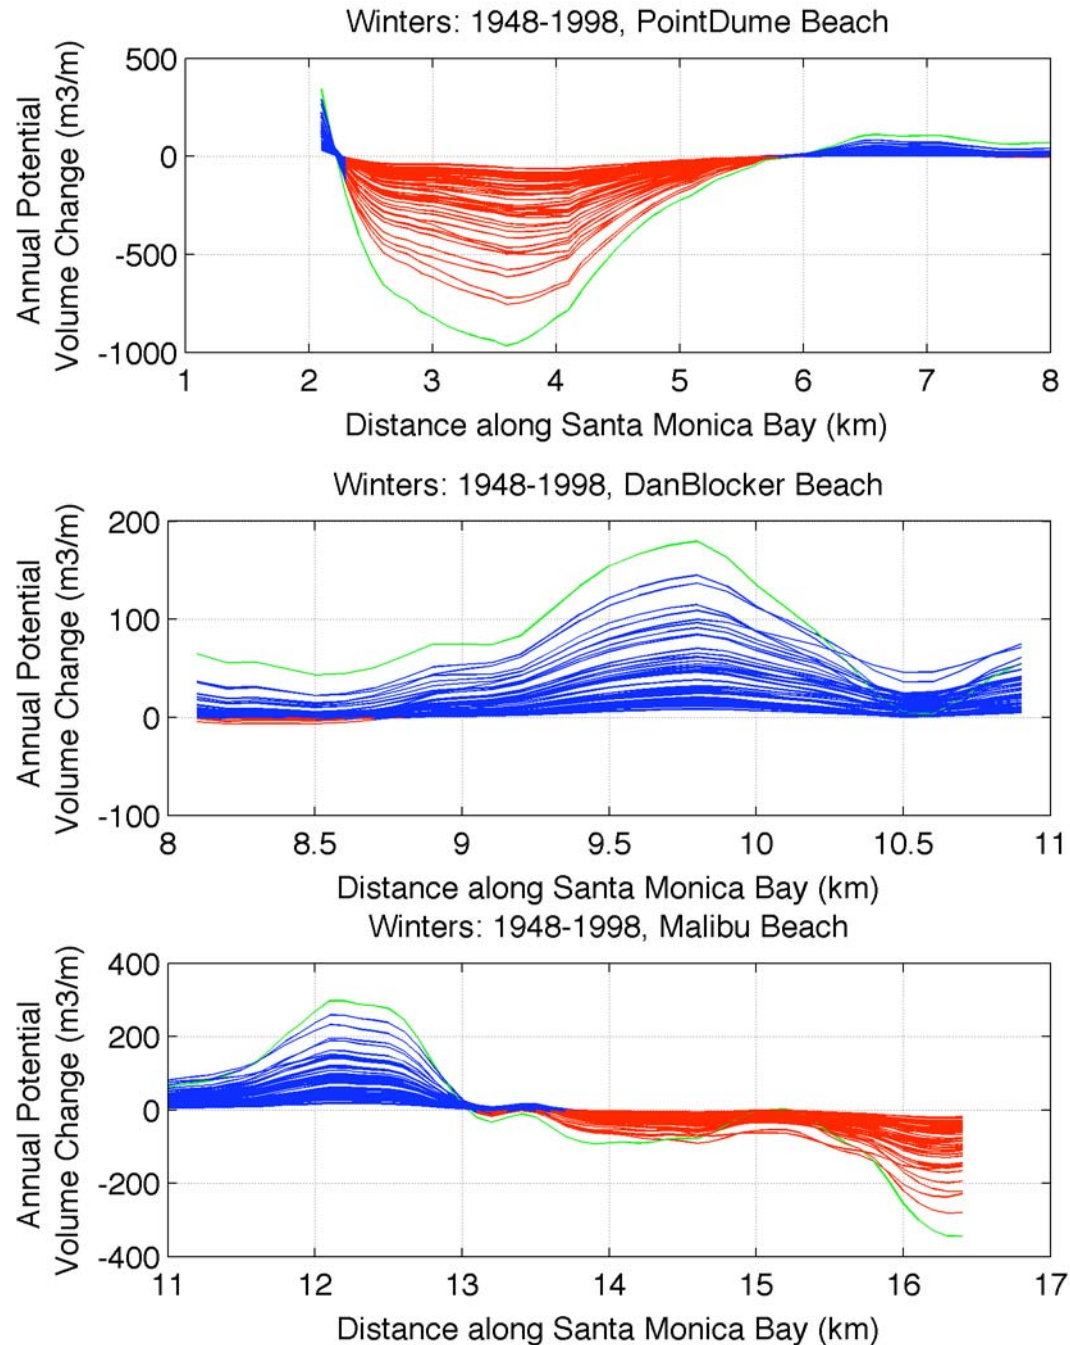 Winters: 1948-1998, PointDume Beach
Annual Potential
Volume Change (m3/m)
500
0
-500
-1000
1 2 3 4 5 6 7 8
Distance along Santa Monica Bay (km)
Winters: 1948-1998, DanBlocker Beach
Annual Potential
Volume Change (m3/m)
200
100
0
-100
8 8.5 9 9.5 10 10.5 11
Distance along Santa Monica Bay (km)
Winters: 1948-1998, Malibu Beach
Annual Potential
Volume Change (m3/m)
400
200
0
-200
-400
11 12 13 14 15 16 17
Distance along Santa Monica Bay (km)